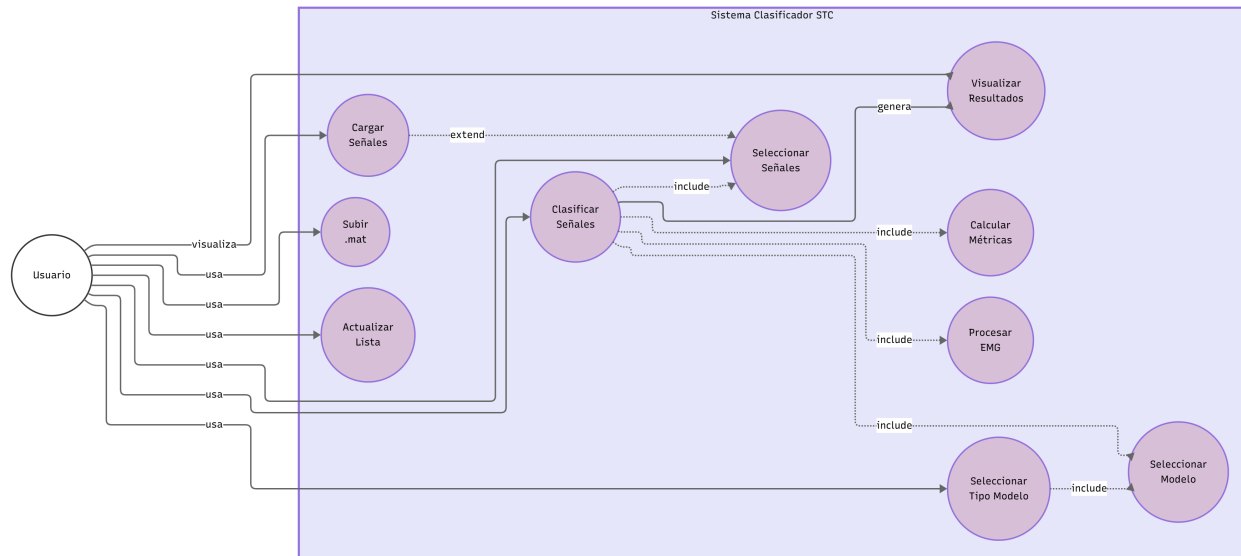 Sistema Clasificador STC
Visualizar
Resultados
genera
Cargar
Señales
extend
Seleccionar
Señales
include
Clasificar
Señales
Subir
.mat
include
Calcular
Métricas
visualiza
Usuario
usa
usa
usa
Actualizar
Lista
include
Procesar
EMG
usa
usa
usa
include
Seleccionar
Modelo
Seleccionar
Tipo Modelo
include